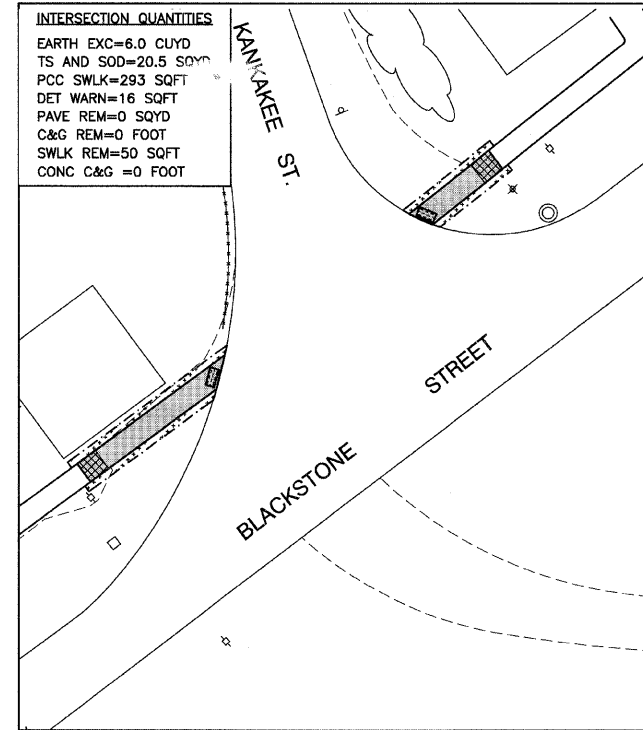 INTERSECTION QUANTITIES
EARTH EXC=6.0 CUYD
TS AND SOD=20.5 SQYD
PCC SWLK=293 SQFT
DET WARN=16 SQFT
PAVE REM=0 SQYD
C&G REM=0 FOOT
SWLK REM=50 SQFT
CONC C&G =0 FOOT
KANKAKEE ST.
BLACKSTONE STREET